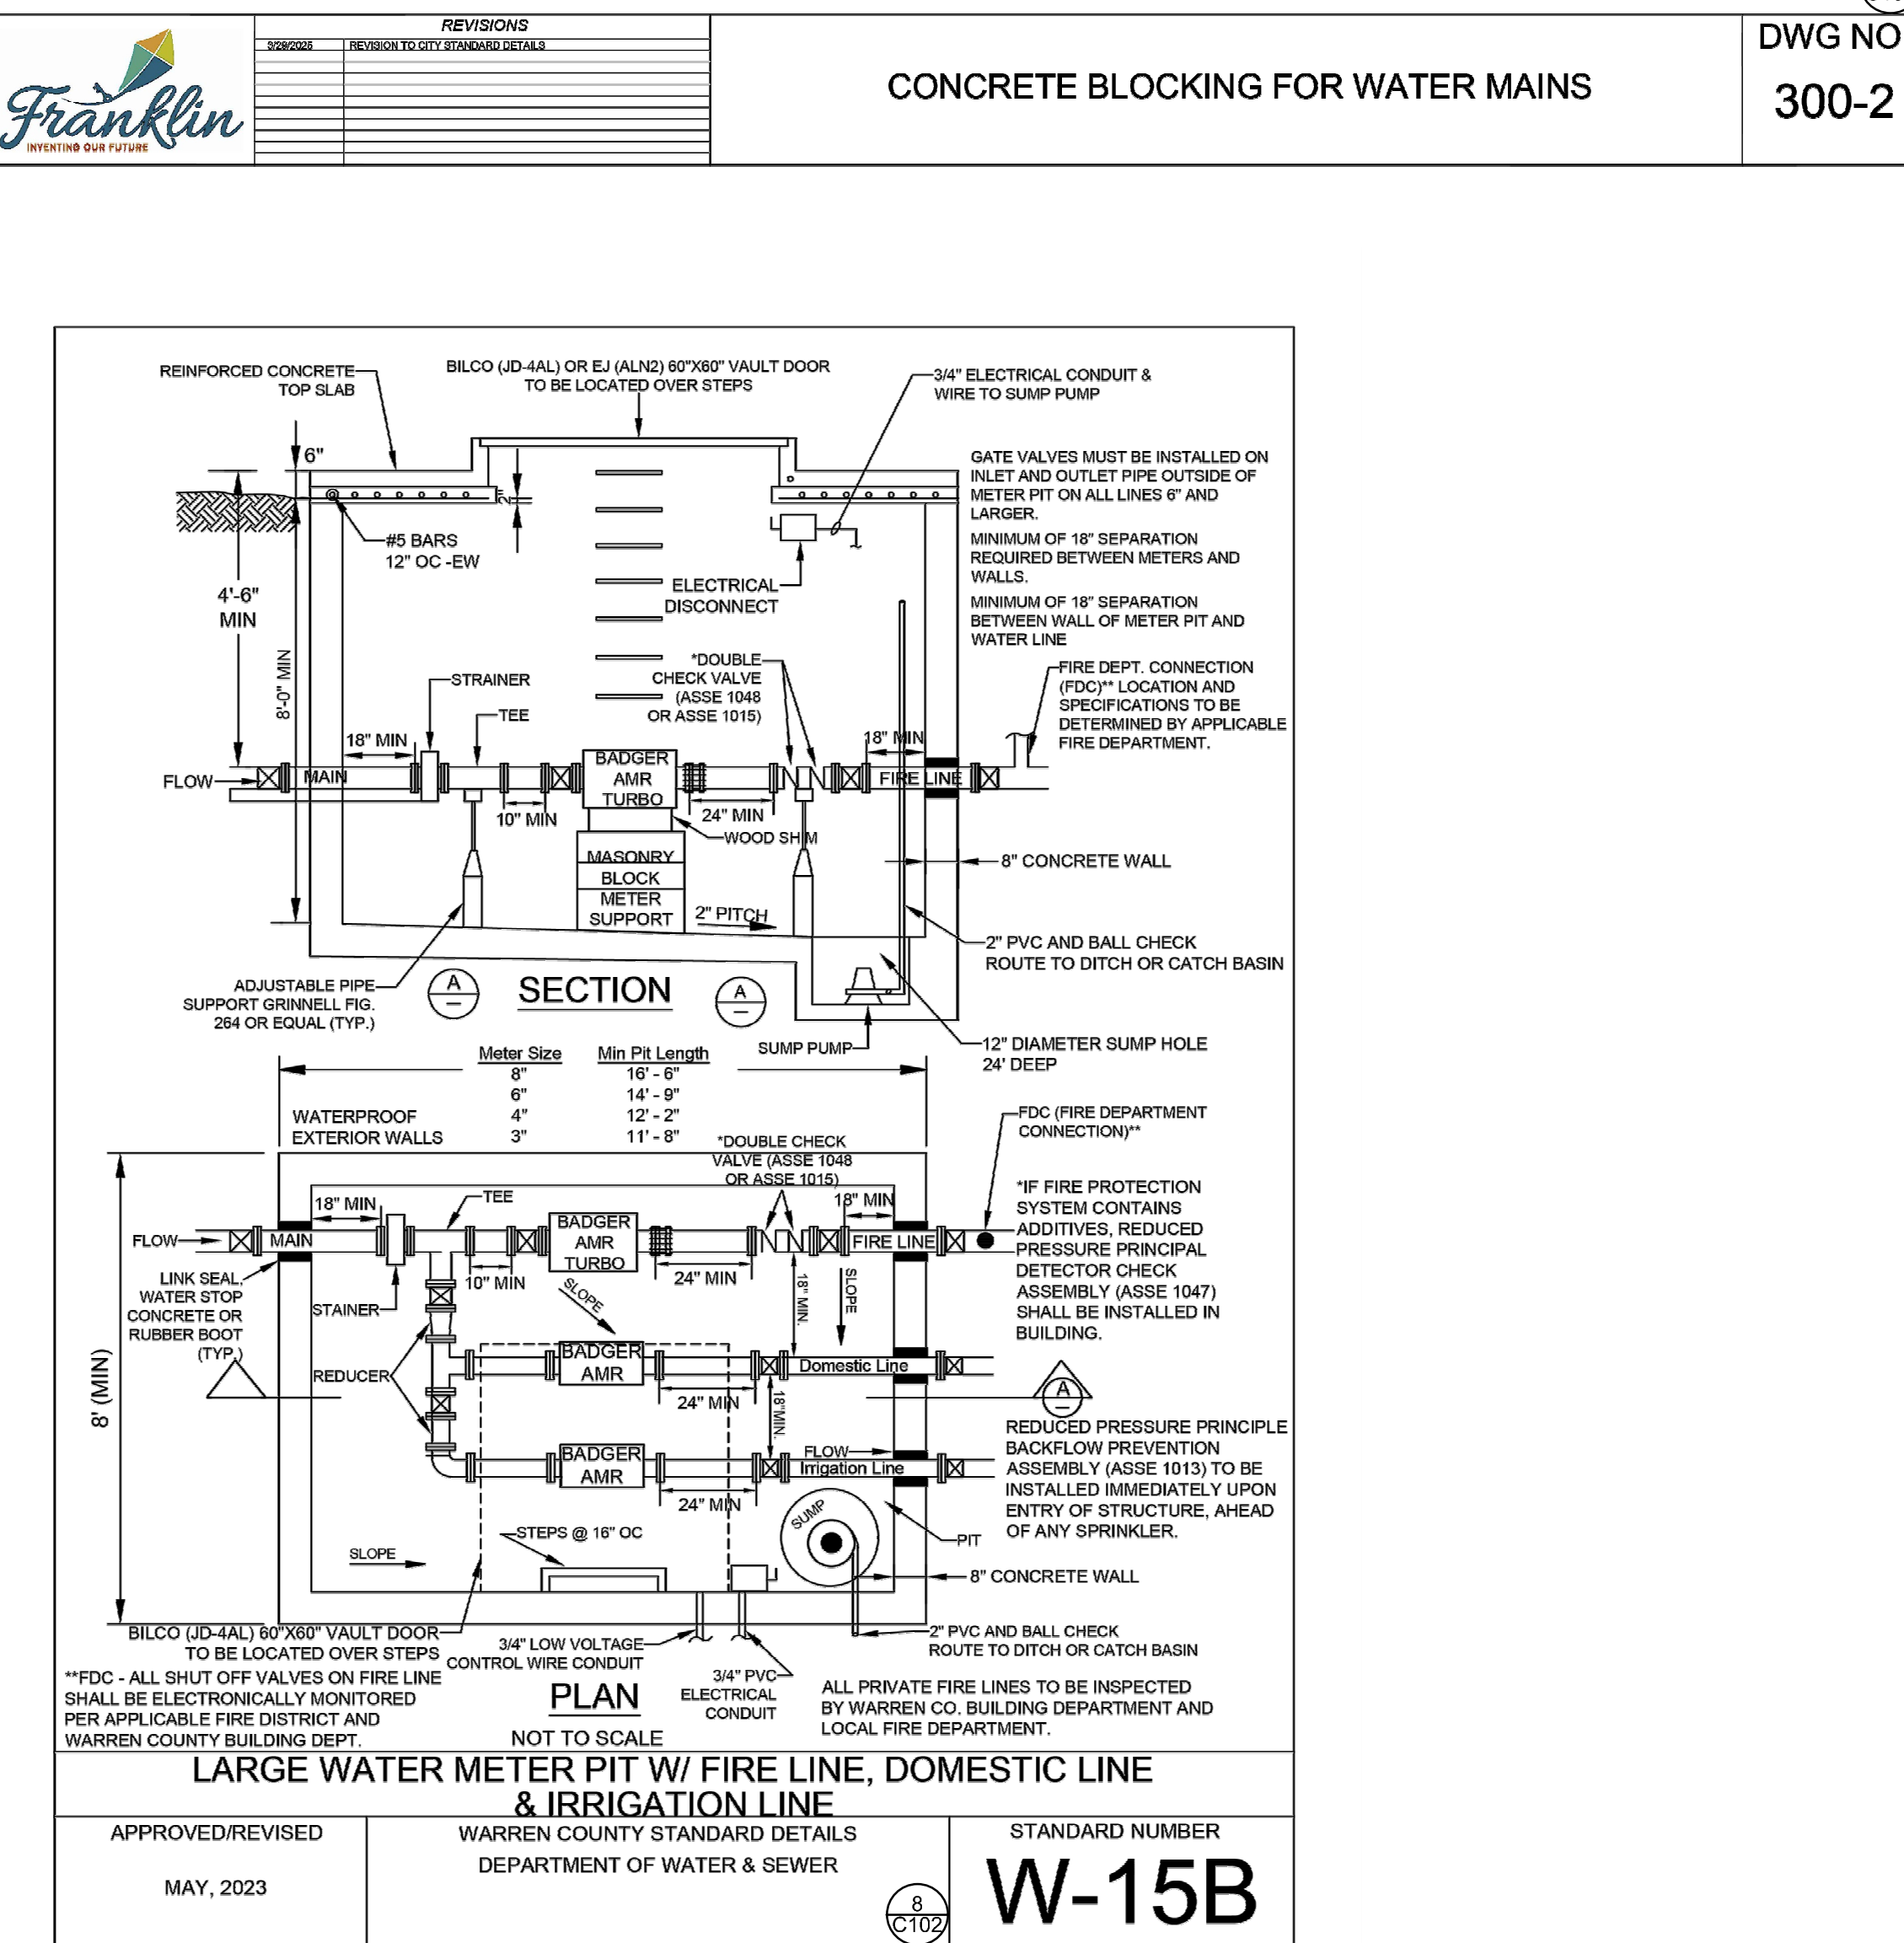 REVISIONS
3/29/2025 REVISION TO CITY STANDARD DETAILS
Franklin
INVENTING OUR FUTURE
CONCRETE BLOCKING FOR WATER MAINS
DWG NO
300-2
REINFORCED CONCRETE
TOP SLAB
BILCO (JD-4AL) OR EJ (ALN2) 60"X60" VAULT DOOR
TO BE LOCATED OVER STEPS
3/4" ELECTRICAL CONDUIT &
WIRE TO SUMP PUMP
6"
2"
#5 BARS
12" OC -EW
4'-6"
MIN
8'-0" MIN
ELECTRICAL
DISCONNECT
GATE VALVES MUST BE INSTALLED ON
INLET AND OUTLET PIPE OUTSIDE OF
METER PIT ON ALL LINES 6" AND
LARGER.
MINIMUM OF 18" SEPARATION
REQUIRED BETWEEN METERS AND
WALLS.
MINIMUM OF 18" SEPARATION
BETWEEN WALL OF METER PIT AND
WATER LINE
STRAINER
TEE
*DOUBLE
CHECK VALVE
(ASSE 1048
OR ASSE 1015)
FIRE DEPT. CONNECTION
(FDC)** LOCATION AND
SPECIFICATIONS TO BE
DETERMINED BY APPLICABLE
FIRE DEPARTMENT.
18" MIN
18" MIN
FLOW
MAIN
BADGER
AMR
TURBO
FIRE LINE
10" MIN
24" MIN
WOOD SHIM
MASONRY
BLOCK
METER
SUPPORT
2" PITCH
8" CONCRETE WALL
2" PVC AND BALL CHECK
ROUTE TO DITCH OR CATCH BASIN
ADJUSTABLE PIPE
SUPPORT GRINNELL FIG.
264 OR EQUAL (TYP.)
A
SECTION
A
SUMP PUMP
12" DIAMETER SUMP HOLE
24' DEEP
Meter Size Min Pit Length
8" 16' - 6"
6" 14' - 9"
4" 12' - 2"
3" 11' - 8"
WATERPROOF
EXTERIOR WALLS
*DOUBLE CHECK
VALVE (ASSE 1048
OR ASSE 1015)
FDC (FIRE DEPARTMENT
CONNECTION)**
18" MIN
TEE
18" MIN
FLOW
MAIN
BADGER
AMR
TURBO
FIRE LINE
10" MIN
24" MIN
SLOPE
18" MIN.
SLOPE
LINK SEAL,
WATER STOP
CONCRETE OR
RUBBER BOOT
(TYP.)
STAINER
REDUCER
*IF FIRE PROTECTION
SYSTEM CONTAINS
ADDITIVES, REDUCED
PRESSURE PRINCIPAL
DETECTOR CHECK
ASSEMBLY (ASSE 1047)
SHALL BE INSTALLED IN
BUILDING.
8' (MIN)
BADGER
AMR
Domestic Line
24" MIN
18"MIN.
A
BADGER
AMR
FLOW
Irrigation Line
24" MIN
REDUCED PRESSURE PRINCIPLE
BACKFLOW PREVENTION
ASSEMBLY (ASSE 1013) TO BE
INSTALLED IMMEDIATELY UPON
ENTRY OF STRUCTURE, AHEAD
OF ANY SPRINKLER.
SUMP
PIT
STEPS @ 16" OC
SLOPE
8" CONCRETE WALL
BILCO (JD-4AL) 60"X60" VAULT DOOR
TO BE LOCATED OVER STEPS
3/4" LOW VOLTAGE
CONTROL WIRE CONDUIT
3/4" PVC
ELECTRICAL
CONDUIT
2" PVC AND BALL CHECK
ROUTE TO DITCH OR CATCH BASIN
**FDC - ALL SHUT OFF VALVES ON FIRE LINE
SHALL BE ELECTRONICALLY MONITORED
PER APPLICABLE FIRE DISTRICT AND
WARREN COUNTY BUILDING DEPT.
PLAN
NOT TO SCALE
ALL PRIVATE FIRE LINES TO BE INSPECTED
BY WARREN CO. BUILDING DEPARTMENT AND
LOCAL FIRE DEPARTMENT.
LARGE WATER METER PIT W/ FIRE LINE, DOMESTIC LINE
& IRRIGATION LINE
APPROVED/REVISED
MAY, 2023
WARREN COUNTY STANDARD DETAILS
DEPARTMENT OF WATER & SEWER
8
C102
STANDARD NUMBER
W-15B